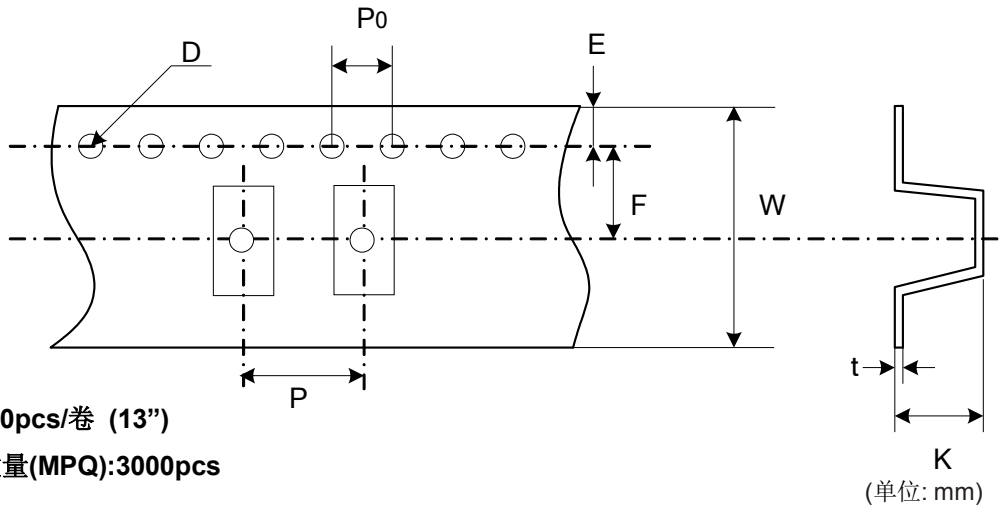 P0
D
E
F
W
P
t
K
(单位: mm)
0pcs/卷 (13”)
量(MPQ):3000pcs